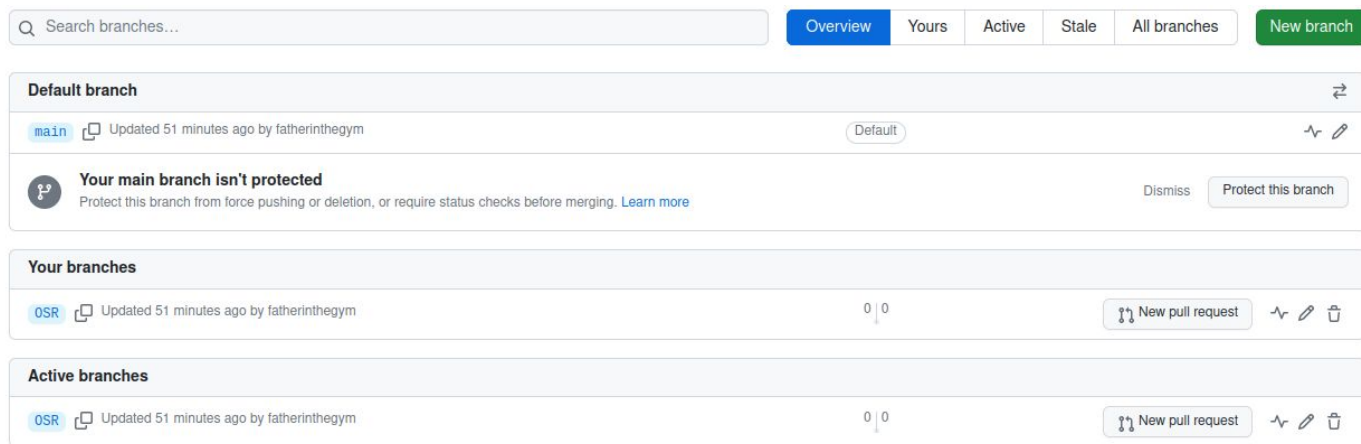 Search branches...
Overview Yours Active Stale All branches New branch
Default branch
main Updated 51 minutes ago by fatherinthegym Default
Your main branch isn't protected
Protect this branch from force pushing or deletion, or require status checks before merging. Learn more
Dismiss Protect this branch
Your branches
OSR Updated 51 minutes ago by fatherinthegym 0 | 0 New pull request
Active branches
OSR Updated 51 minutes ago by fatherinthegym 0 | 0 New pull request